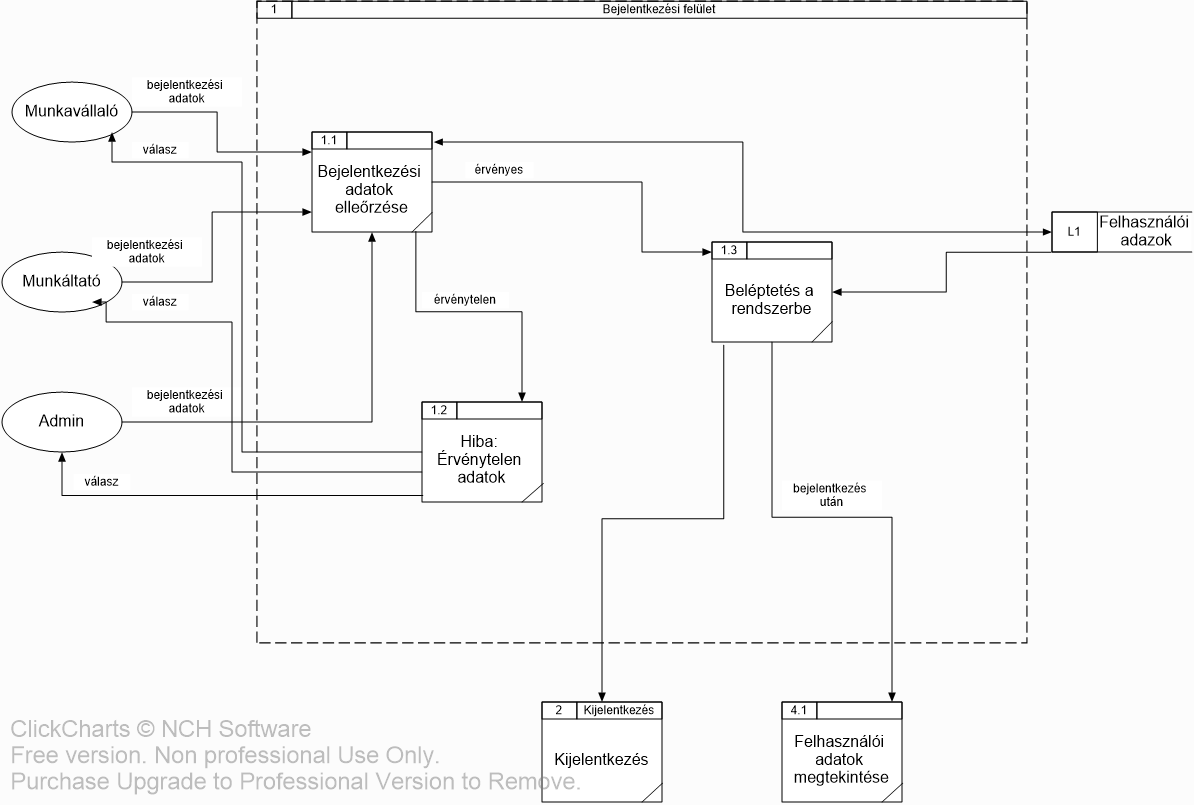 1
Bejelentkezési felület
bejelentkezési
adatok
Munkavállaló
válasz
1.1
Bejelentkezési
adatok
elleőrzése
érvényes
Felhasználói
adazok
L1
bejelentkezési
adatok
Munkáltató
válasz
1.3
Beléptetés a
rendszerbe
érvénytelen
bejelentkezési
adatok
Admin
1.2
Hiba:
Érvénytelen
adatok
válasz
bejelentkezés
után
2
Kijelentkezés
Kijelentkezés
4.1
Felhasználói
adatok
megtekintése
ClickCharts © NCH Software
Free version. Non professional Use Only.
Purchase Upgrade to Professional Version to Remove.